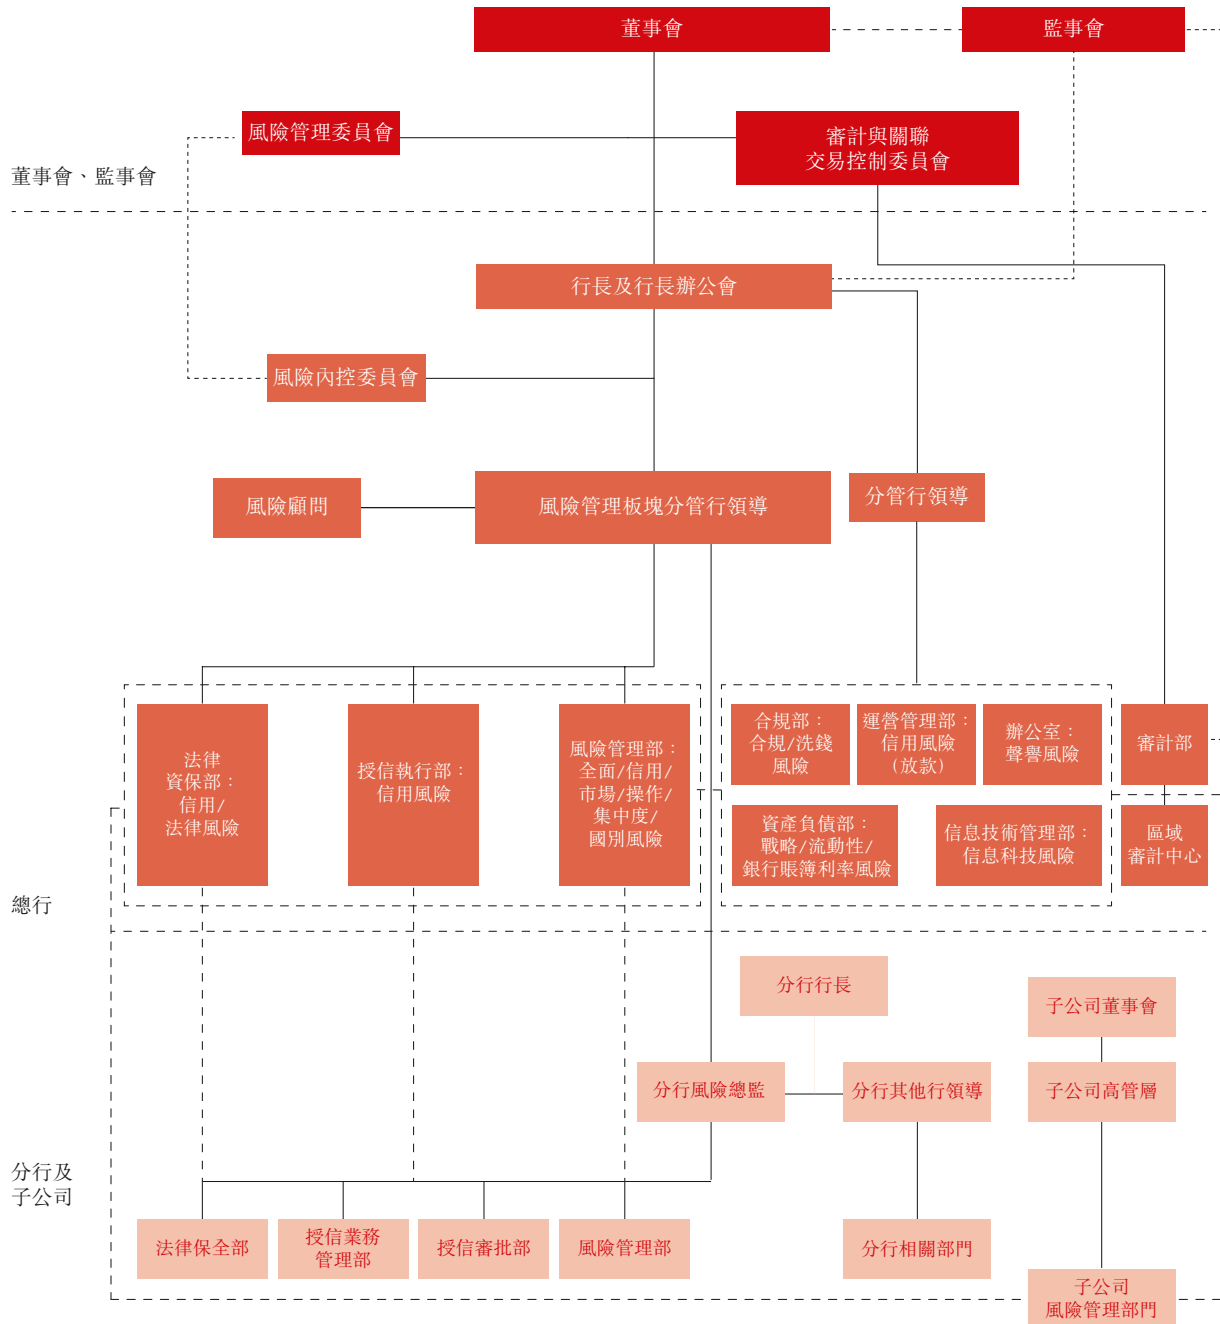 董事會
監事會
風險管理委員會
審計與關聯
交易控制委員會
董事會、監事會
行長及行長辦公會
風險內控委員會
風險顧問
風險管理板塊分管行領導
分管行領導
法律
資保部：
信用/
法律風險
授信執行部：
信用風險
風險管理部：
全面/信用/
市場/操作/
集中度/
國別風險
合規部：
合規/洗錢
風險
運營管理部：
信用風險
(放款)
辦公室：
聲譽風險
審計部
資產負債部：
戰略/流動性/
銀行賬簿利率風險
信息技術管理部：
信息科技風險
區域
審計中心
總行
分行行長
子公司董事會
分行風險總監
分行其他行領導
子公司高管層
分行及
子公司
法律保全部
授信業務
管理部
授信審批部
風險管理部
分行相關部門
子公司
風險管理部門